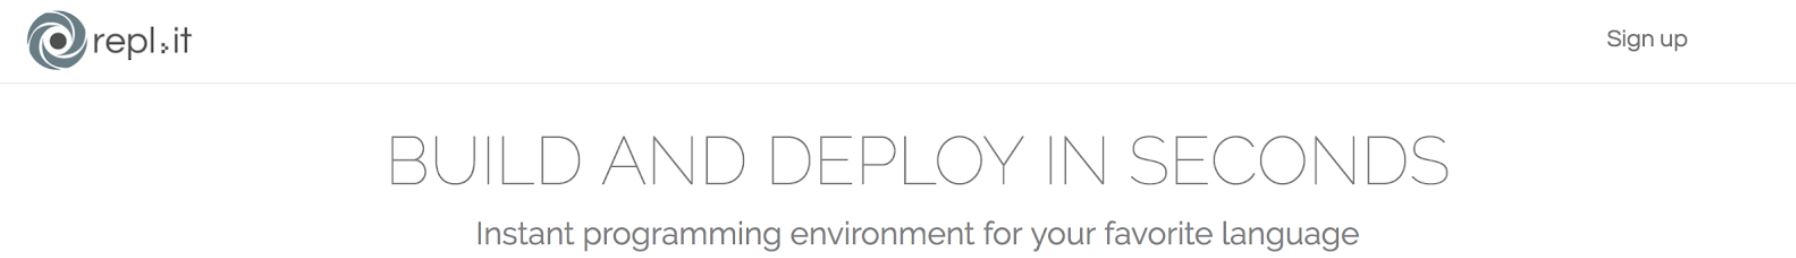 repl.it
Sign up
BUILD AND DEPLOY IN SECONDS
Instant programming environment for your favorite language